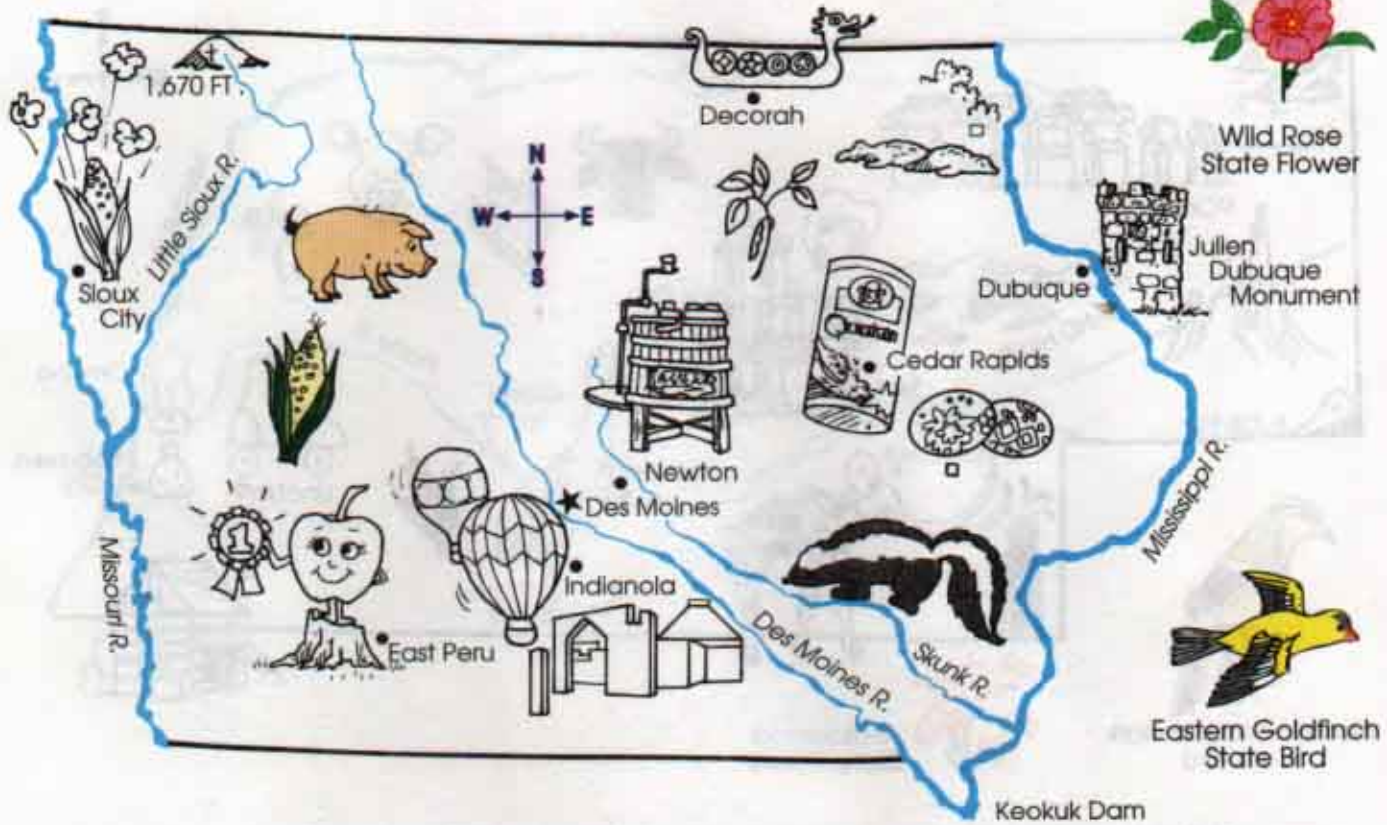 1,670 FT.
Decorah
Wild Rose
State Flower
N
W
E
S
Little Sioux R.
Sioux
City
Julien
Dubuque
Monument
Dubuque
Cedar Rapids
Newton
Des Moines
1
Indianola
Missouri R.
East Peru
Des Moines R.
Skunk R.
Mississippi R.
Eastern Goldfinch
State Bird
Keokuk Dam